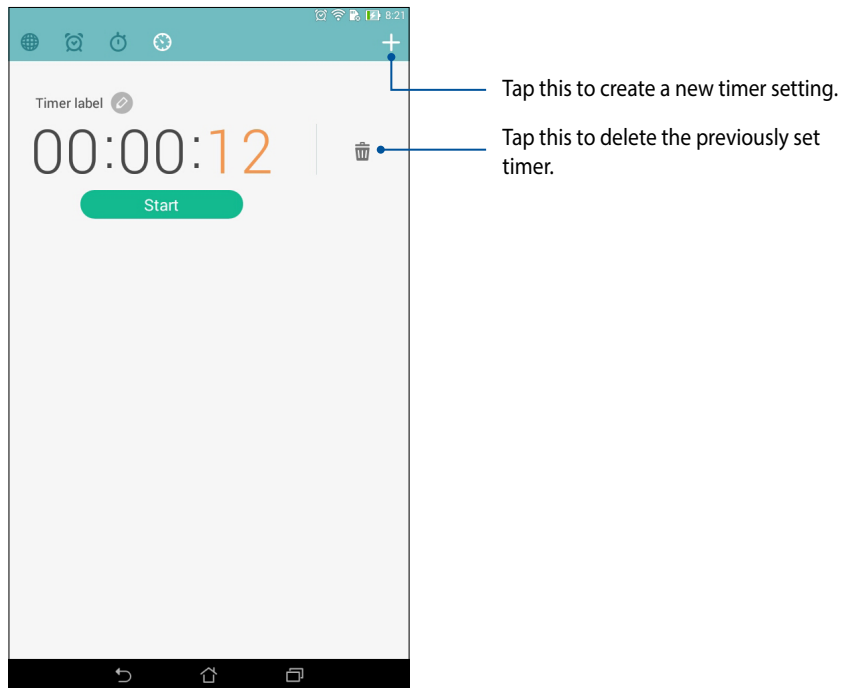 8:21
Tap this to create a new timer setting.
Timer label
Tap this to delete the previously set
timer.
00:00:12
Start